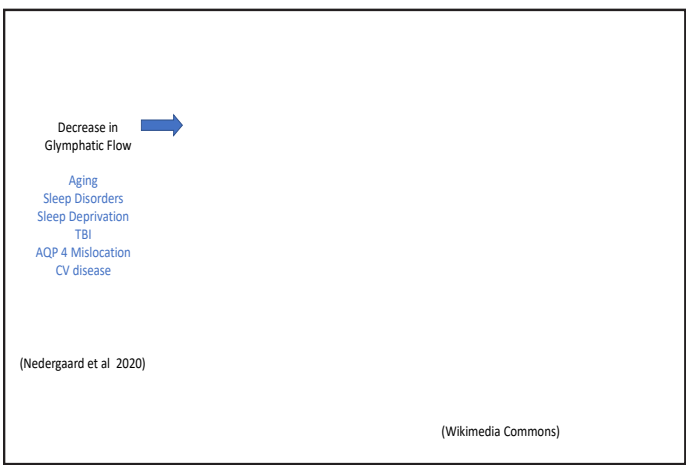 Decrease in
Glymphatic Flow
Aging
Sleep Disorders
Sleep Deprivation
TBI
AQP 4 Mislocation
CV disease
(Nedergaard et al  2020)
(Wikimedia Commons)